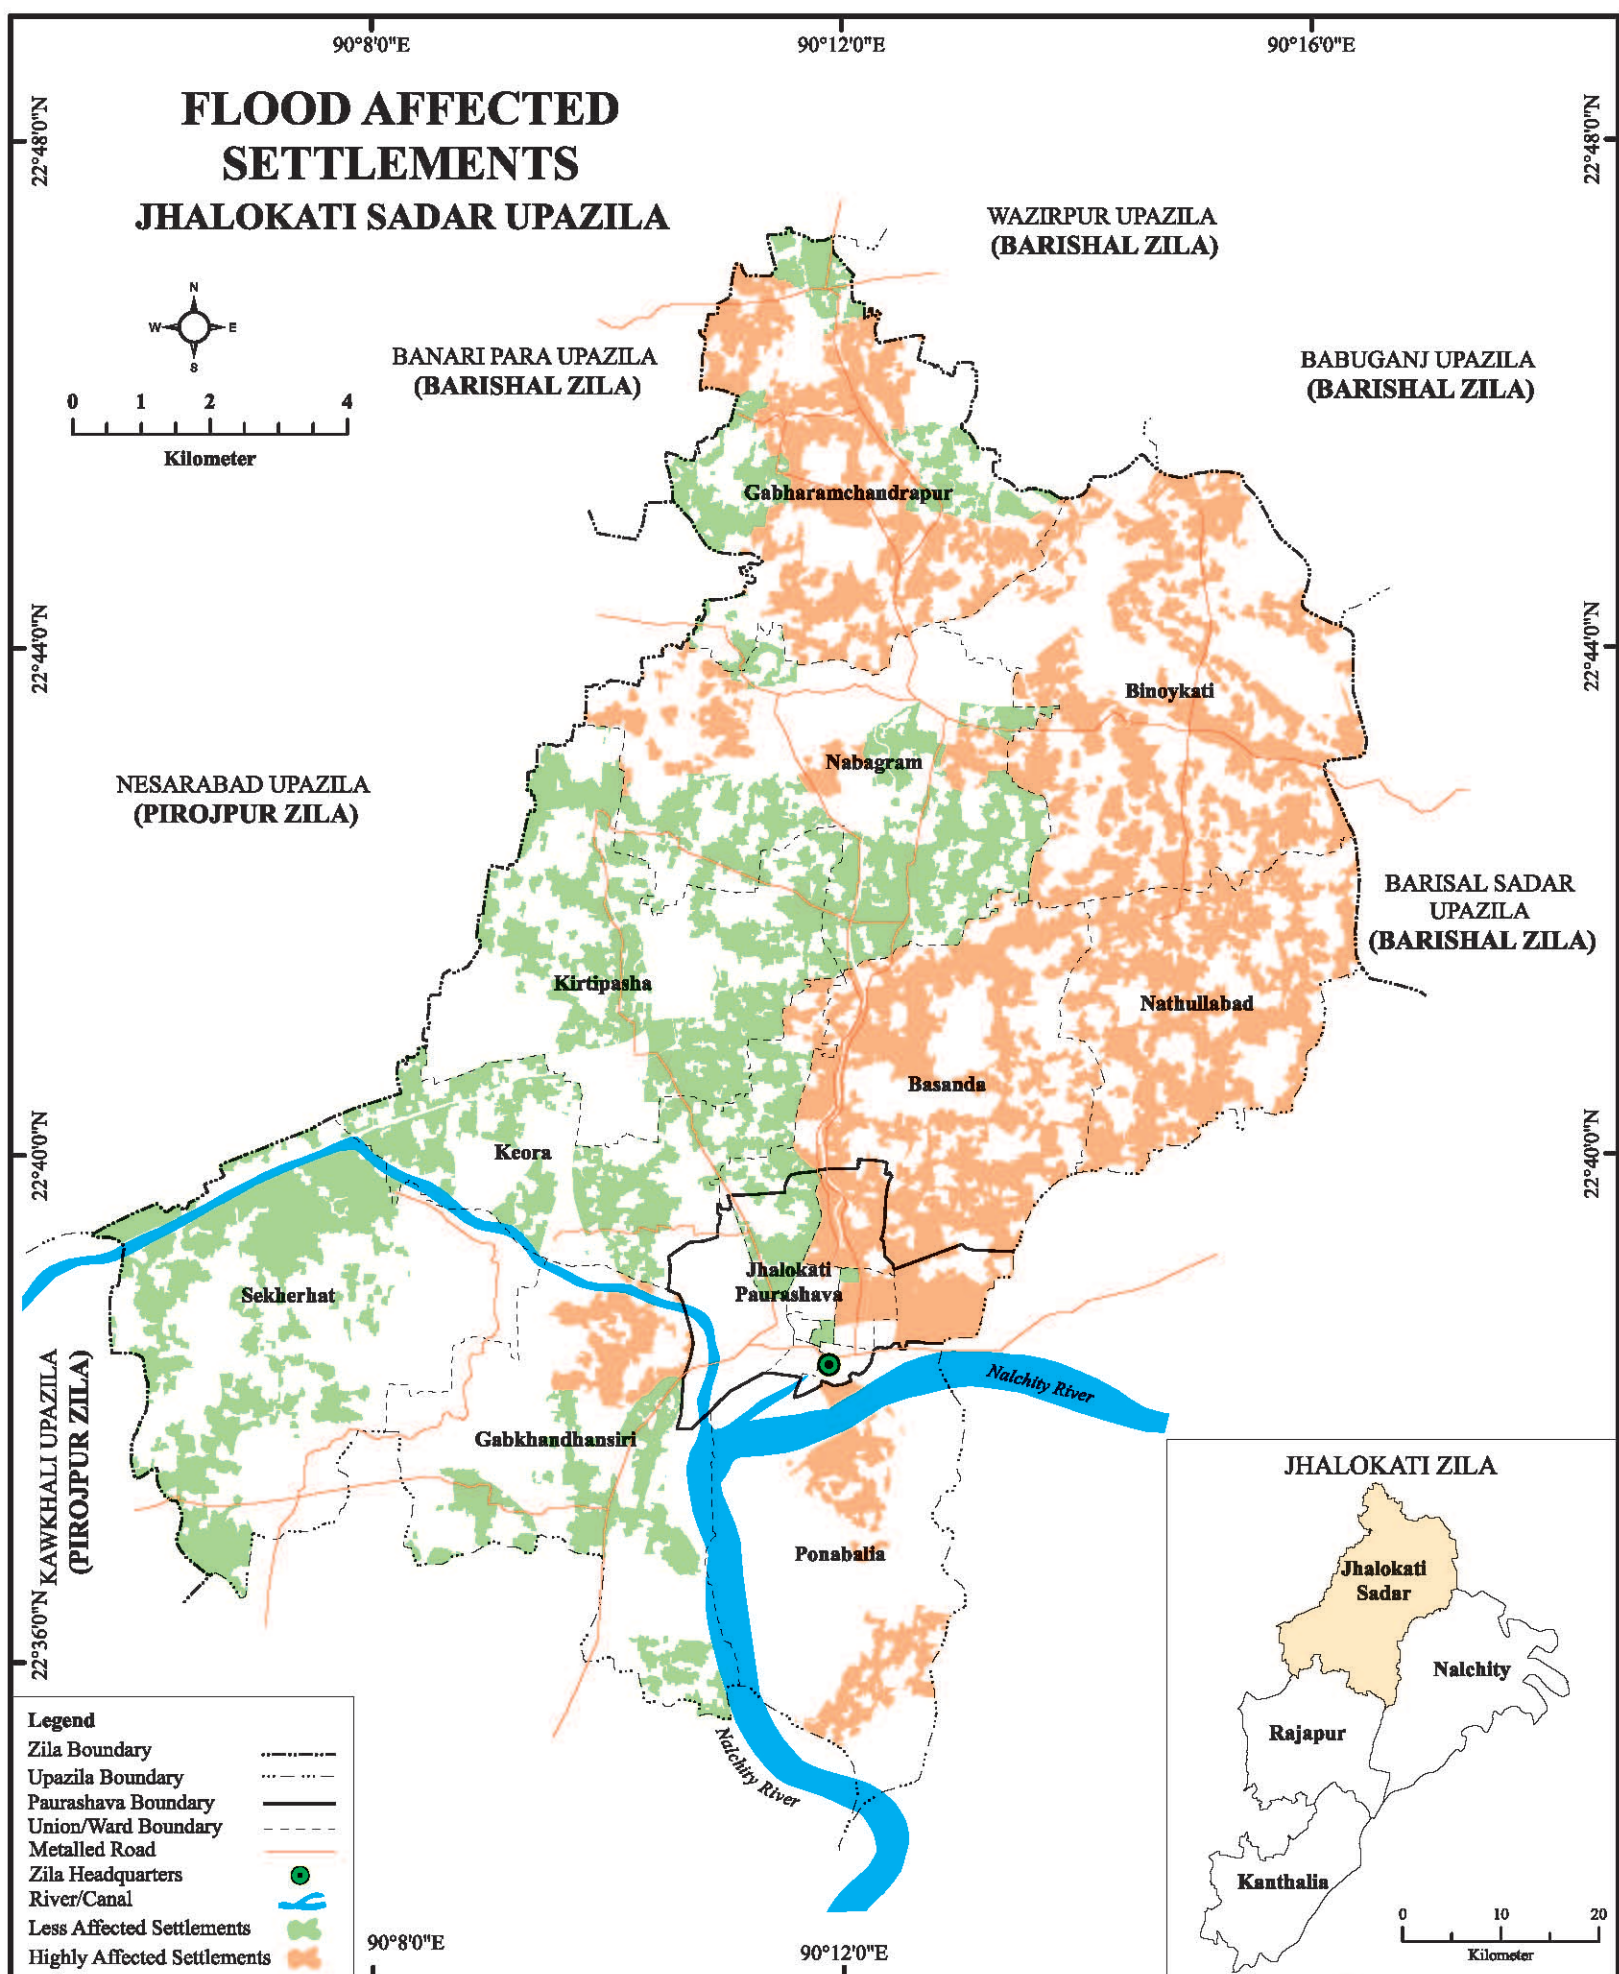 90°8'0"E
90°12'0"E
90°16'0"E
FLOOD AFFECTED
SETTLEMENTS
JHALOKATI SADAR UPAZILA
22°48'0"N
22°48'0"N
WAZIRPUR UPAZILA
(BARISHAL ZILA)
N
W
E
S
BANARI PARA UPAZILA
(BARISHAL ZILA)
BABUGANJ UPAZILA
(BARISHAL ZILA)
0 1 2 4
Kilometer
Gabharamchandrapur
22°44'0"N
22°44'0"N
Binoykati
Nabagram
NESARABAD UPAZILA
(PIROJPUR ZILA)
BARISAL SADAR
UPAZILA
(BARISHAL ZILA)
Kirtipasha
Nathullabad
Basanda
22°40'0"N
22°40'0"N
Keora
Jhalokati
Paurashava
Sekherhat
KAWKHALI UPAZILA
(PIROJPUR ZILA)
Nalchity River
Gabkhandhansiri
Ponabalia
22°36'0"N
Nalchity River
JHALOKATI ZILA
Jhalokati
Sadar
Nalchity
Rajapur
Kanthalia
0 10 20
Kilometer
Legend
Zila Boundary
Upazila Boundary
Paurashava Boundary
Union/Ward Boundary
Metalled Road
Zila Headquarters
River/Canal
Less Affected Settlements
Highly Affected Settlements
90°8'0"E
90°12'0"E